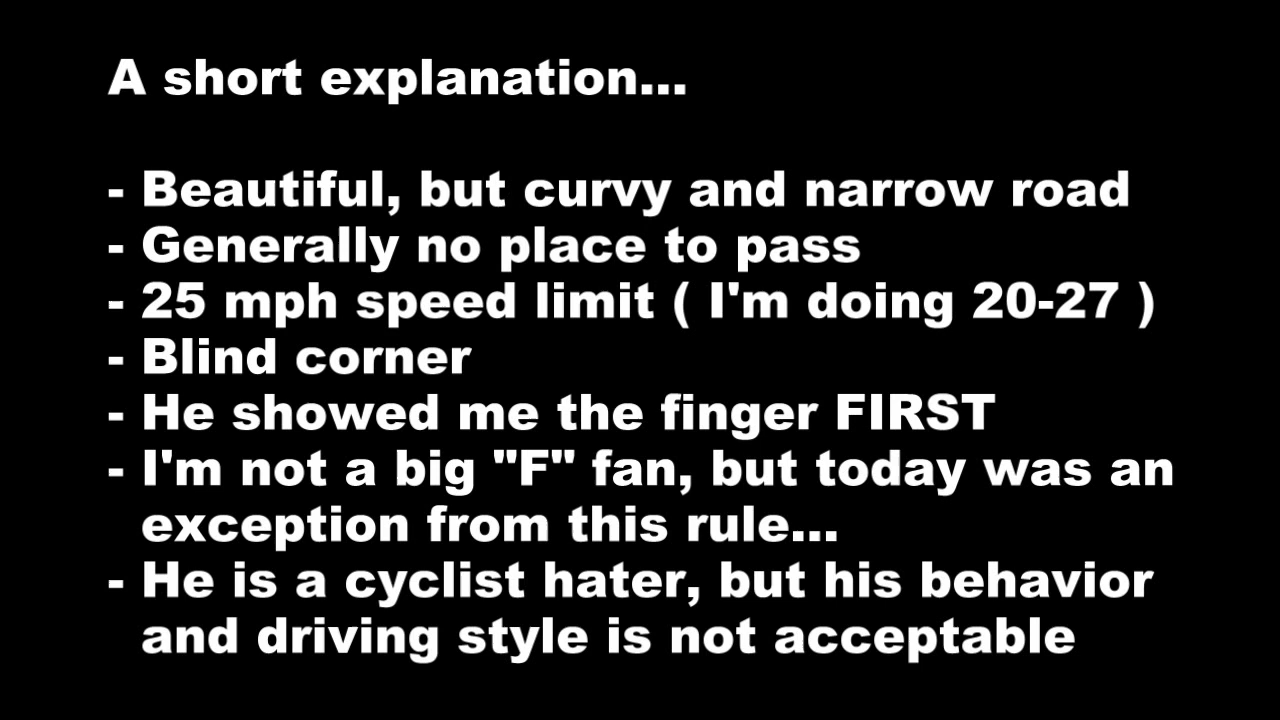 A short explanation...
- Beautiful, but curvy and narrow road
- Generally no place to pass
- 25 mph speed limit ( I'm doing 20-27 )
- Blind corner
- He showed me the finger FIRST
- I'm not a big "F" fan, but today was an
exception from this rule...
- He is a cyclist hater, but his behavior
and driving style is not acceptable